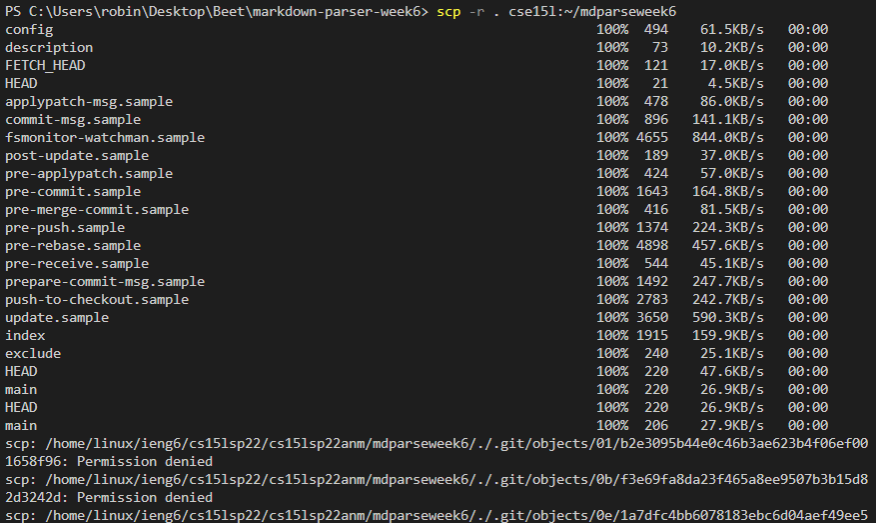 PS C:\Users\robin\Desktop\Beet\markdown-parser-week6> scp -r . cse15l:~/mdparseweek6
config 100% 494 61.5KB/s 00:00
description 100% 73 10.2KB/s 00:00
FETCH_HEAD 100% 121 17.0KB/s 00:00
HEAD 100% 21 4.5KB/s 00:00
applypatch-msg.sample 100% 478 86.0KB/s 00:00
commit-msg.sample 100% 896 141.1KB/s 00:00
fsmonitor-watchman.sample 100% 4655 844.0KB/s 00:00
post-update.sample 100% 189 37.0KB/s 00:00
pre-applypatch.sample 100% 424 57.0KB/s 00:00
pre-commit.sample 100% 1643 164.8KB/s 00:00
pre-merge-commit.sample 100% 416 81.5KB/s 00:00
pre-push.sample 100% 1374 224.3KB/s 00:00
pre-rebase.sample 100% 4898 457.6KB/s 00:00
pre-receive.sample 100% 544 45.1KB/s 00:00
prepare-commit-msg.sample 100% 1492 247.7KB/s 00:00
push-to-checkout.sample 100% 2783 242.7KB/s 00:00
update.sample 100% 3650 590.3KB/s 00:00
index 100% 1915 159.9KB/s 00:00
exclude 100% 240 25.1KB/s 00:00
HEAD 100% 220 47.6KB/s 00:00
main 100% 220 26.9KB/s 00:00
HEAD 100% 220 26.9KB/s 00:00
main 100% 206 27.9KB/s 00:00
scp: /home/linux/ieng6/cs15lsp22/cs15lsp22anm/mdparseweek6/./.git/objects/01/b2e3095b44e0c46b3ae623b4f06ef00
1658f96: Permission denied
scp: /home/linux/ieng6/cs15lsp22/cs15lsp22anm/mdparseweek6/./.git/objects/0b/f3e69fa8da23f465a8ee9507b3b15d8
2d3242d: Permission denied
scp: /home/linux/ieng6/cs15lsp22/cs15lsp22anm/mdparseweek6/./.git/objects/0e/1a7dfc4bb6078183ebc6d04aef49ee5